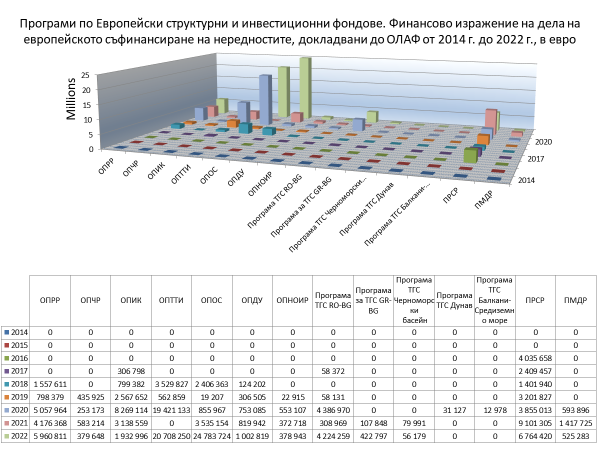 Програми по Европейски структурни и инвестиционни фондове. Финансово изражение на дела на
европейското съфинансиране на нередностите, докладвани до ОЛАФ от 2014 г. до 2022 г., в евро
Millions
25
20
15
10
5
0
ОПРР
ОПЧР
ОПИК
ОПТТИ
ОПОС
ОПДУ
ОПНОИР
Програма ТГС RO-BG
Програма за ТГС GR-BG
Програма ТГС Черноморски...
Програма ТГС Дунав
Програма ТГС Балкани-...
ПРСР
ПМДР
2020
2017
2014
ОПРР ОПЧР ОПИК ОПТТИ ОПОС ОПДУ ОПНОИР Програма ТГС RO-BG Програма за ТГС GR-BG Програма ТГС Черноморски басейн Програма ТГС Дунав Програма ТГС Балкани-Средиземно море ПРСР ПМДР
2014 0 0 0 0 0 0 0 0 0 0 0 0 0 0
2015 0 0 0 0 0 0 0 0 0 0 0 0 0 0
2016 0 0 0 0 0 0 0 0 0 0 0 0 4 035 658 0
2017 0 0 306 798 0 0 0 0 58 372 0 0 0 0 2 409 457 0
2018 1 557 611 0 799 382 3 529 827 2 406 363 124 202 0 0 0 0 0 0 1 401 940 0
2019 798 379 435 925 2 567 652 562 859 19 207 306 505 22 915 58 131 0 0 0 0 3 201 827 0
2020 5 057 964 253 173 8 269 114 19 421 133 855 967 753 085 553 107 4 386 970 0 0 31 127 12 978 3 855 013 593 896
2021 4 176 368 583 214 3 138 559 0 3 535 154 819 942 372 718 308 969 107 848 79 991 0 0 9 101 305 1 417 725
2022 5 960 811 379 648 1 932 996 20 708 250 24 783 724 1 002 819 378 943 4 224 259 422 797 56 179 0 0 6 764 420 525 283